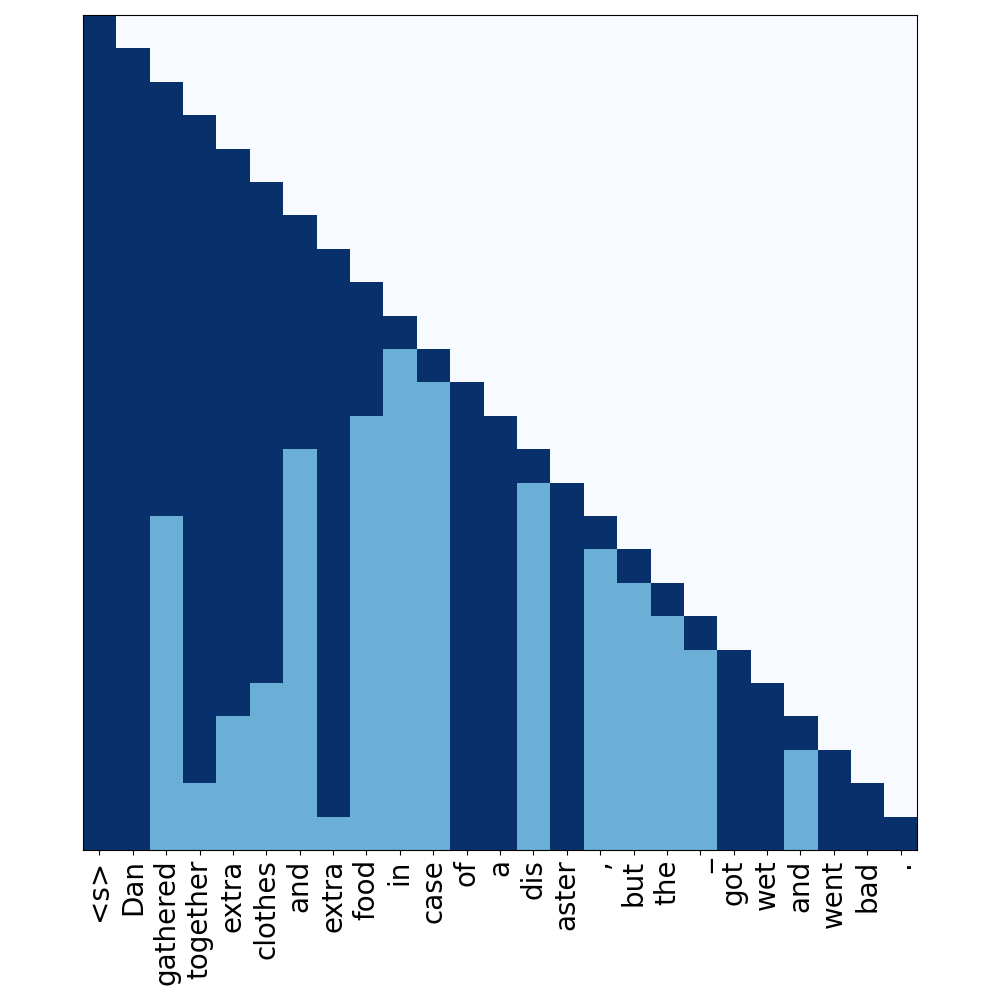 <s> Dan gathered together extra clothes and extra food in case of a dis aster , but the _ got wet and went bad .